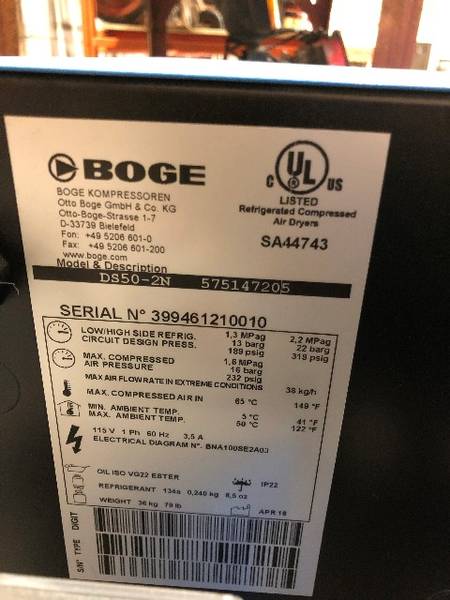 BOGE
BOGE KOMPRESSOREN
Otto Boge GmbH & Co. KG
Otto-Boge-Strasse 1-7
D-33739 Bielefeld
Fon: +49 5206 601-0
Fax: +49 5206 601-200
www.boge.com
C UL US
LISTED
Refrigerated Compressed
Air Dryers
SA44743
Model & Description
DS50-2N 575147205
SERIAL N° 399461210010
LOW/HIGH SIDE REFRIG. 1,3 MPag 2,2 MPag
CIRCUIT DESIGN PRESS. 13 barg 22 barg
189 psig 319 psig
MAX. COMPRESSED 1,6 MPag
AIR PRESSURE 16 barg
232 psig
MAX AIR FLOW RATE IN EXTREME CONDITIONS 38 kg/h
MAX. COMPRESSED AIR IN 65 °C 149 °F
MIN. AMBIENT TEMP. 5 °C 41 °F
MAX. AMBIENT TEMP. 50 °C 122 °F
115 V 1 Ph 60 Hz 3,5 A
ELECTRICAL DIAGRAM N°. BNA100SE2A03
OIL ISO VG22 ESTER IP22
REFRIGERANT 134a 0,240 kg 8,5 oz
WEIGHT 36 kg 79 lb APR 18
S/N° TYPE DIGIT